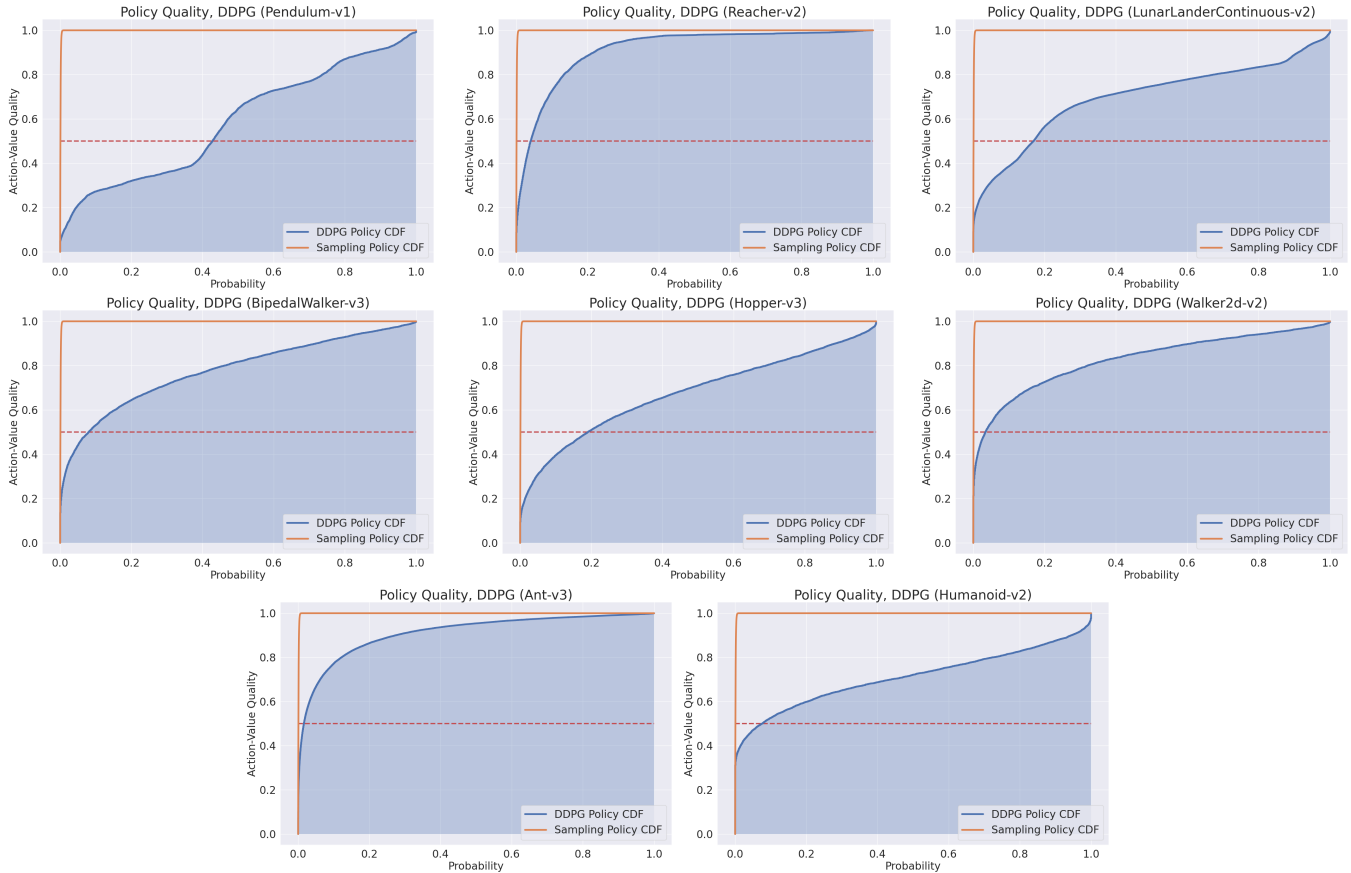 Policy Quality, DDPG (Pendulum-v1)
Action-Value Quality
1.0
0.8
0.6
0.4
0.2
0.0
DDPG Policy CDF
Sampling Policy CDF
0.0 0.2 0.4 0.6 0.8 1.0
Probability
Policy Quality, DDPG (Reacher-v2)
Action-Value Quality
1.0
0.8
0.6
0.4
0.2
0.0
DDPG Policy CDF
Sampling Policy CDF
0.0 0.2 0.4 0.6 0.8 1.0
Probability
Policy Quality, DDPG (LunarLanderContinuous-v2)
Action-Value Quality
1.0
0.8
0.6
0.4
0.2
0.0
DDPG Policy CDF
Sampling Policy CDF
0.0 0.2 0.4 0.6 0.8 1.0
Probability
Policy Quality, DDPG (BipedalWalker-v3)
Action-Value Quality
1.0
0.8
0.6
0.4
0.2
0.0
DDPG Policy CDF
Sampling Policy CDF
0.0 0.2 0.4 0.6 0.8 1.0
Probability
Policy Quality, DDPG (Hopper-v3)
Action-Value Quality
1.0
0.8
0.6
0.4
0.2
0.0
DDPG Policy CDF
Sampling Policy CDF
0.0 0.2 0.4 0.6 0.8 1.0
Probability
Policy Quality, DDPG (Walker2d-v2)
Action-Value Quality
1.0
0.8
0.6
0.4
0.2
0.0
DDPG Policy CDF
Sampling Policy CDF
0.0 0.2 0.4 0.6 0.8 1.0
Probability
Policy Quality, DDPG (Ant-v3)
Action-Value Quality
1.0
0.8
0.6
0.4
0.2
0.0
DDPG Policy CDF
Sampling Policy CDF
0.0 0.2 0.4 0.6 0.8 1.0
Probability
Policy Quality, DDPG (Humanoid-v2)
Action-Value Quality
1.0
0.8
0.6
0.4
0.2
0.0
DDPG Policy CDF
Sampling Policy CDF
0.0 0.2 0.4 0.6 0.8 1.0
Probability